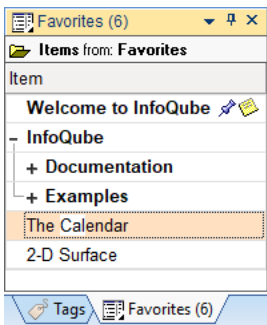 Favorites (6)
Items from: Favorites
Item
Welcome to InfoQube
InfoQube
Documentation
Examples
The Calendar
2-D Surface
Tags Favorites (6)